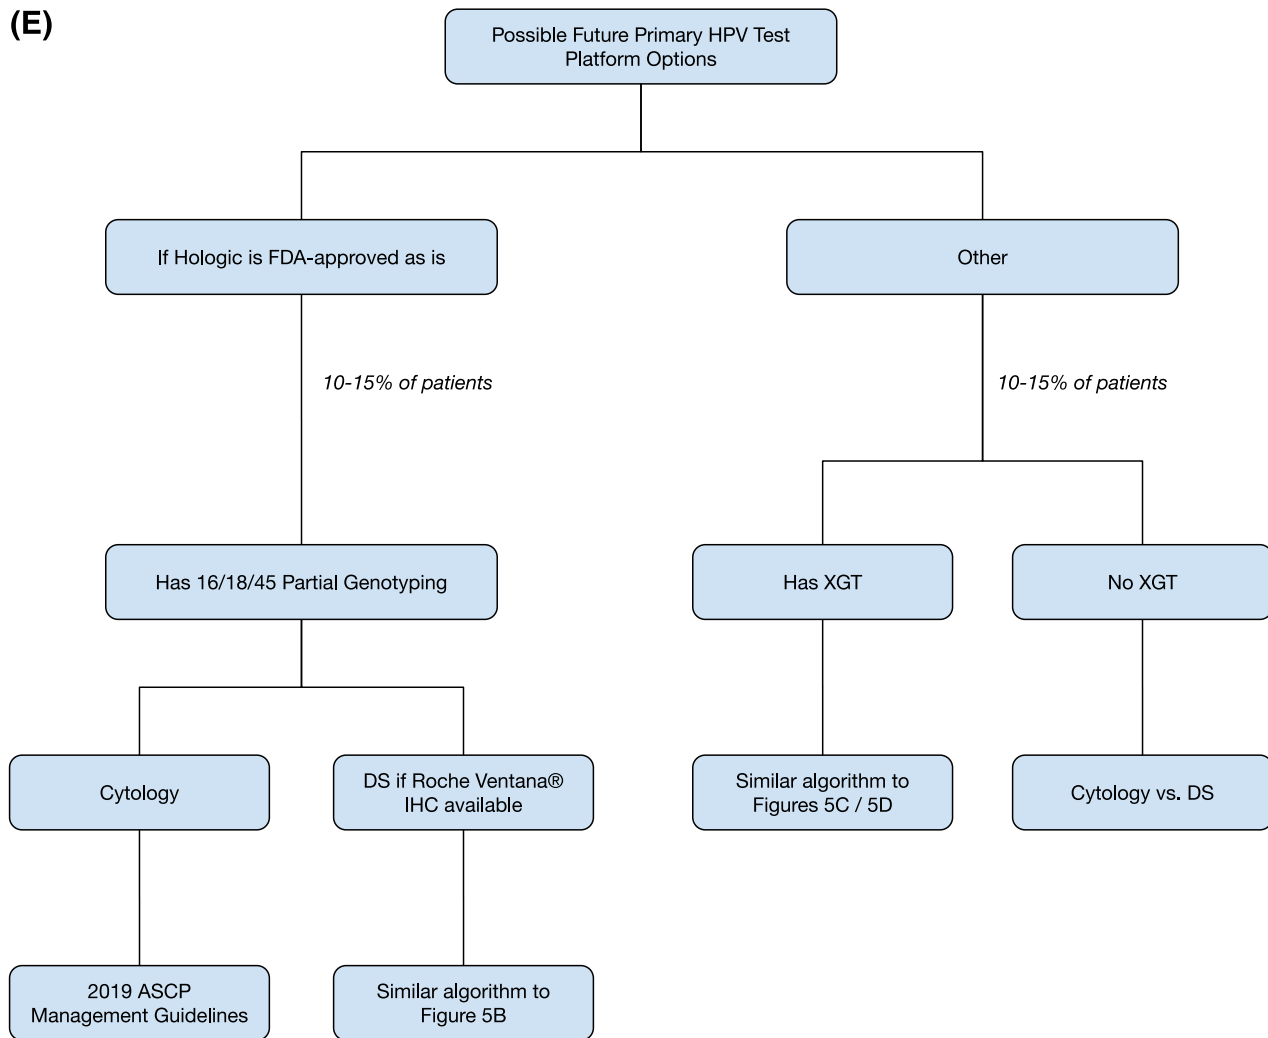 (E)
Possible Future Primary HPV Test
Platform Options
If Hologic is FDA-approved as is
Other
10-15% of patients
10-15% of patients
Has 16/18/45 Partial Genotyping
Has XGT
No XGT
Cytology
DS if Roche Ventana®
IHC available
Similar algorithm to
Figures 5C / 5D
Cytology vs. DS
2019 ASCP
Management Guidelines
Similar algorithm to
Figure 5B